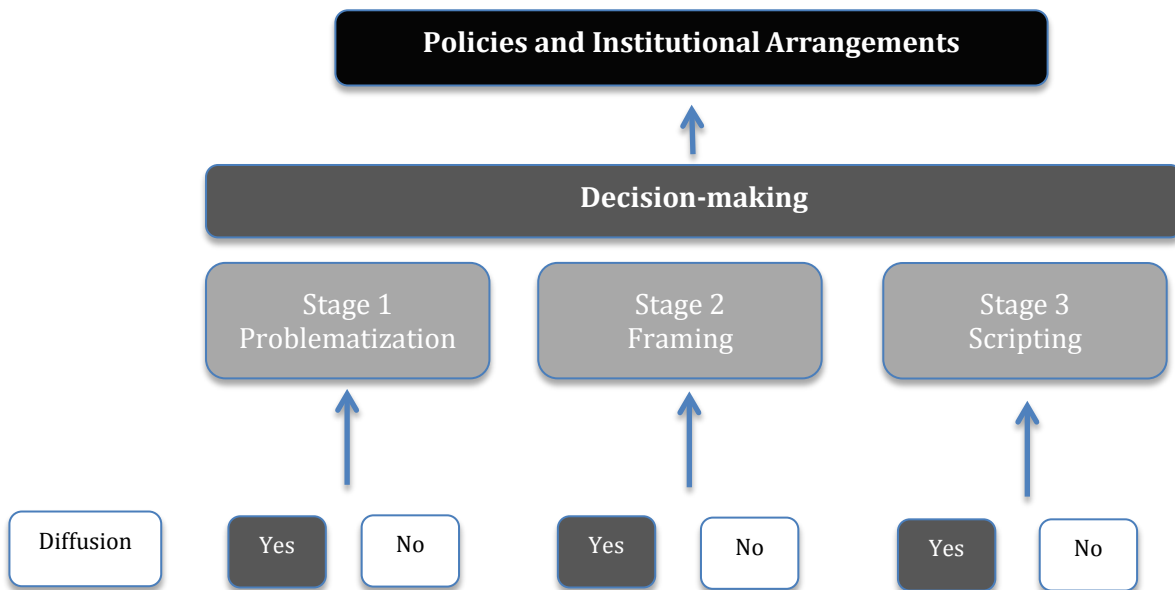 Policies and Institutional Arrangements
Decision-making
Stage 1
Problematization
Stage 2
Framing
Stage 3
Scripting
Diffusion
Yes
No
Yes
No
Yes
No